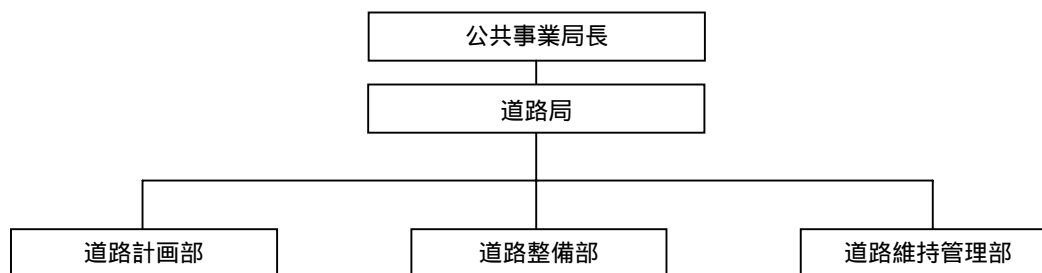 公共事業局長
道路局
道路計画部
道路整備部
道路維持管理部